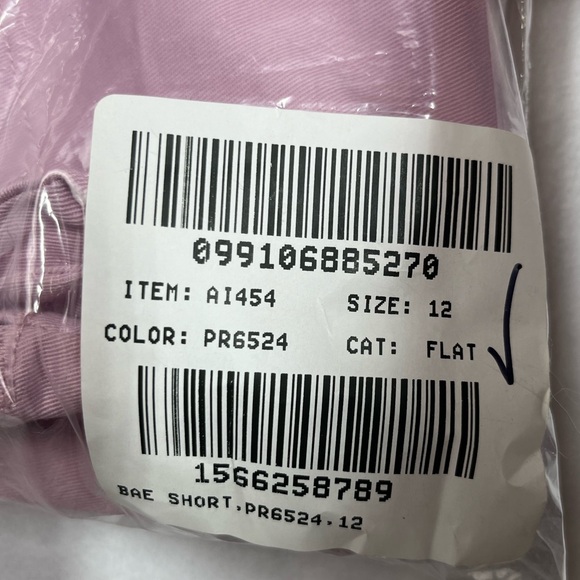 099106885270
ITEM: AI454 SIZE: 12
COLOR: PR6524 CAT: FLAT
1566258789
BAE SHORT,PR6524,12